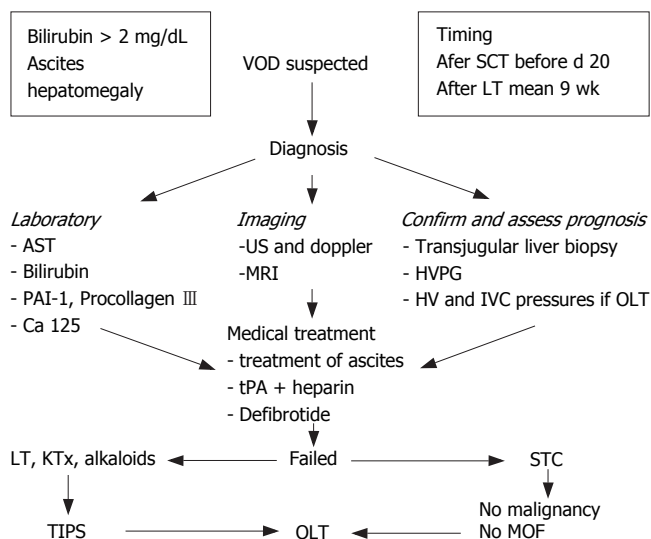 Bilirubin > 2 mg/dL
Ascites
hepatomegaly
VOD suspected
Timing
Afer SCT before d 20
After LT mean 9 wk
Diagnosis
Laboratory
- AST
- Bilirubin
- PAI-1, Procollagen Ⅲ
- Ca 125
Imaging
-US and doppler
-MRI
Confirm and assess prognosis
- Transjugular liver biopsy
- HVPG
- HV and IVC pressures if OLT
Medical treatment
- treatment of ascites
- tPA + heparin
- Defibrotide
LT, KTx, alkaloids
Failed
STC
No malignancy
No MOF
TIPS
OLT